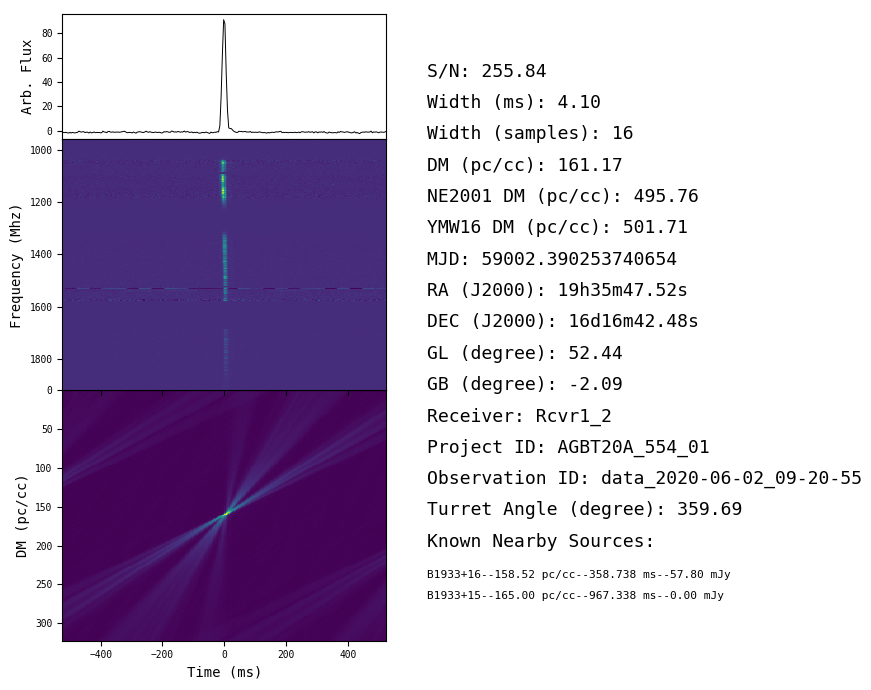 80
60
40
20
0
Arb. Flux
1000
1200
1400
1600
1800
Frequency (Mhz)
0
50
100
150
200
250
300
DM (pc/cc)
−400
−200
0
200
400
Time (ms)
S/N: 255.84
Width (ms): 4.10
Width (samples): 16
DM (pc/cc): 161.17
NE2001 DM (pc/cc): 495.76
YMW16 DM (pc/cc): 501.71
MJD: 59002.390253740654
RA (J2000): 19h35m47.52s
DEC (J2000): 16d16m42.48s
GL (degree): 52.44
GB (degree): -2.09
Receiver: Rcvr1_2
Project ID: AGBT20A_554_01
Observation ID: data_2020-06-02_09-20-55
Turret Angle (degree): 359.69
Known Nearby Sources:
B1933+16--158.52 pc/cc--358.738 ms--57.80 mJy
B1933+15--165.00 pc/cc--967.338 ms--0.00 mJy